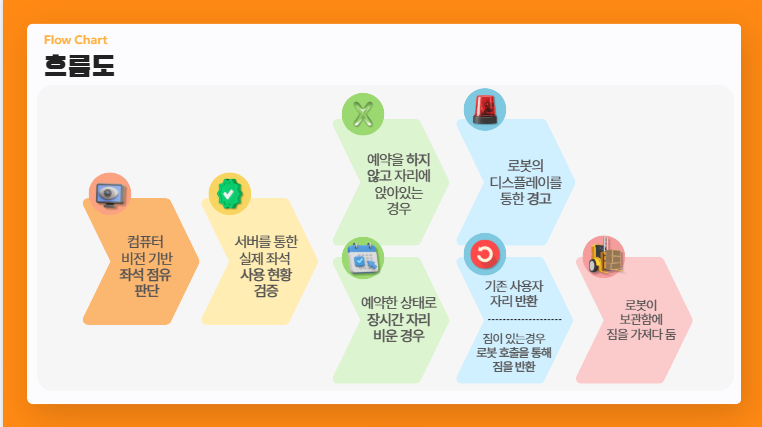 Flow Chart
흐름도
컴퓨터
비전 기반
좌석 점유
판단
서버를 통한
실제 좌석
사용 현황
검증
예약을 하지
않고 자리에
앉아있는
경우
로봇의
디스플레이를
통한 경고
예약한 상태로
장시간 자리
비운 경우
기존 사용자
자리 반환
짐이 있는경우
로봇 호출을 통해
짐을 반환
로봇이
보관함에
짐을 가져다 둠